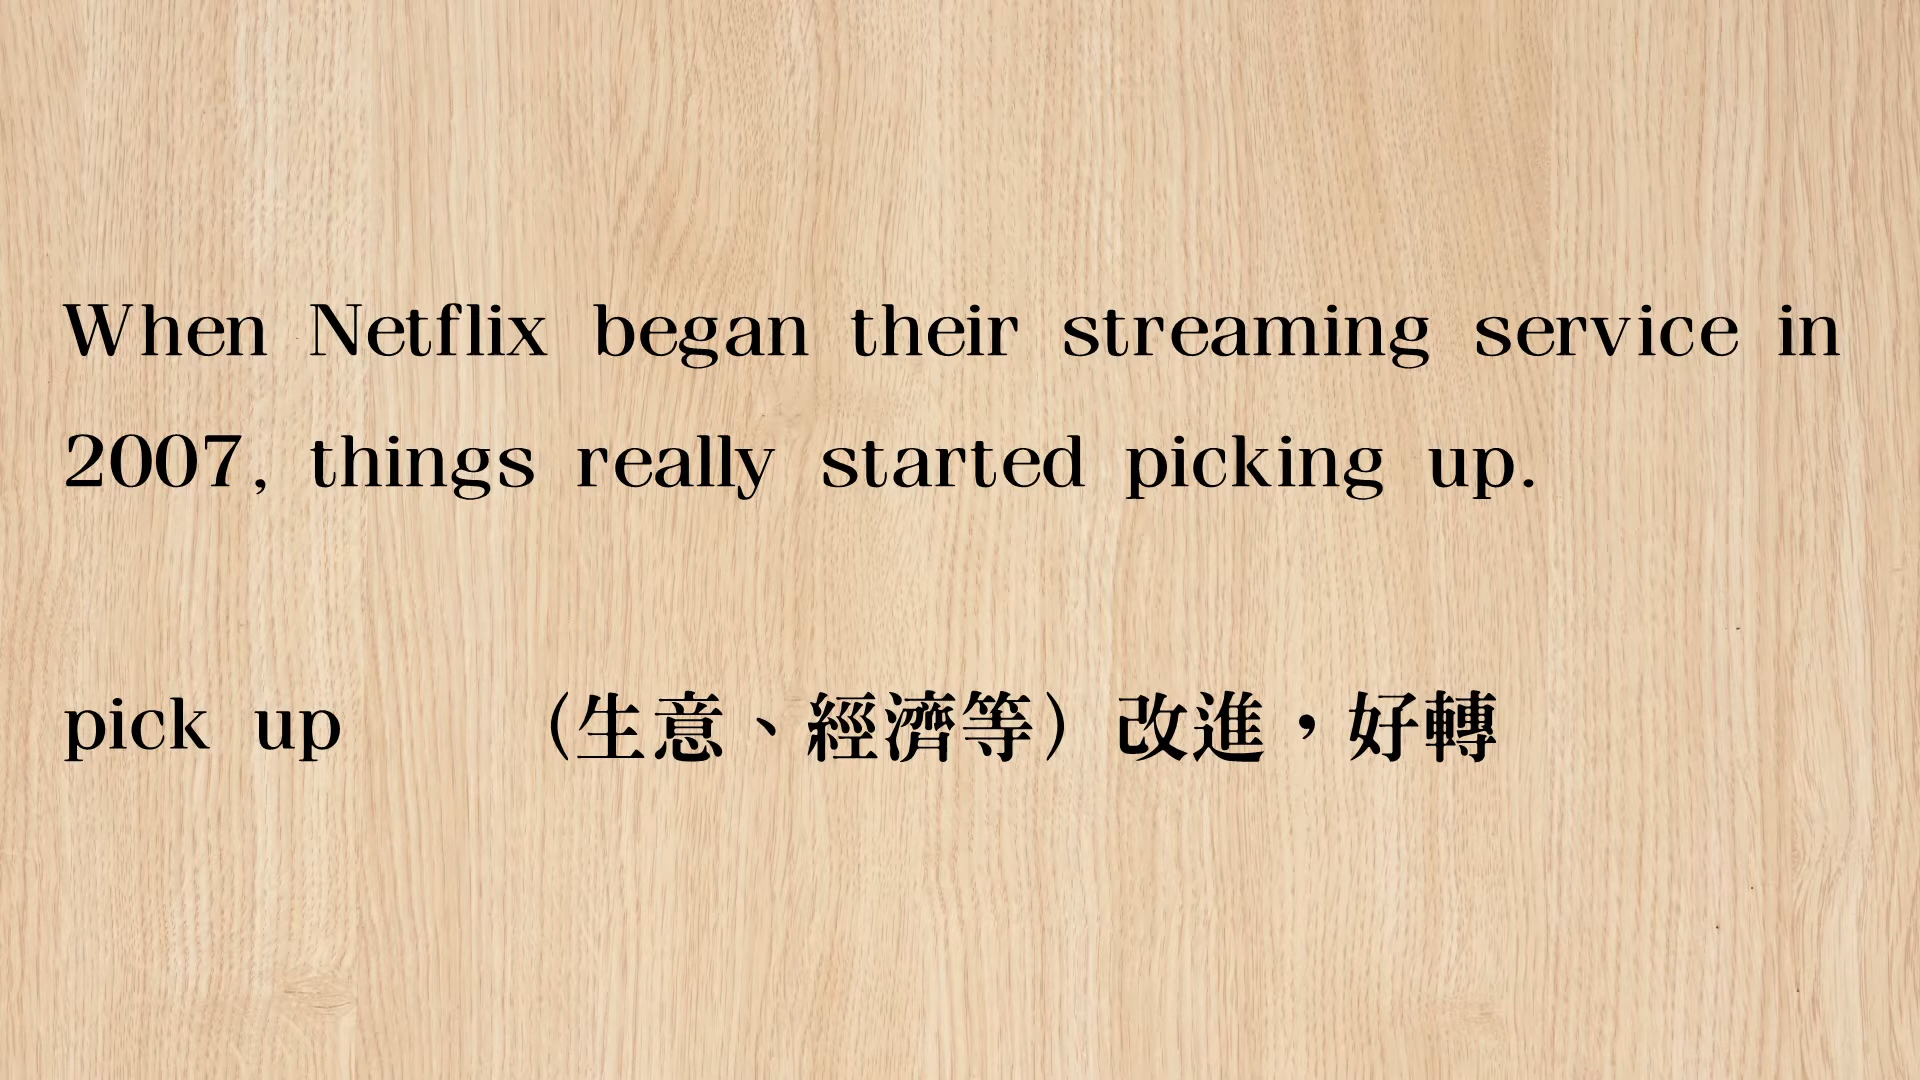 When Netflix began their streaming service in
2007, things really started picking up.
pick up （生意、經濟等）改進，好轉